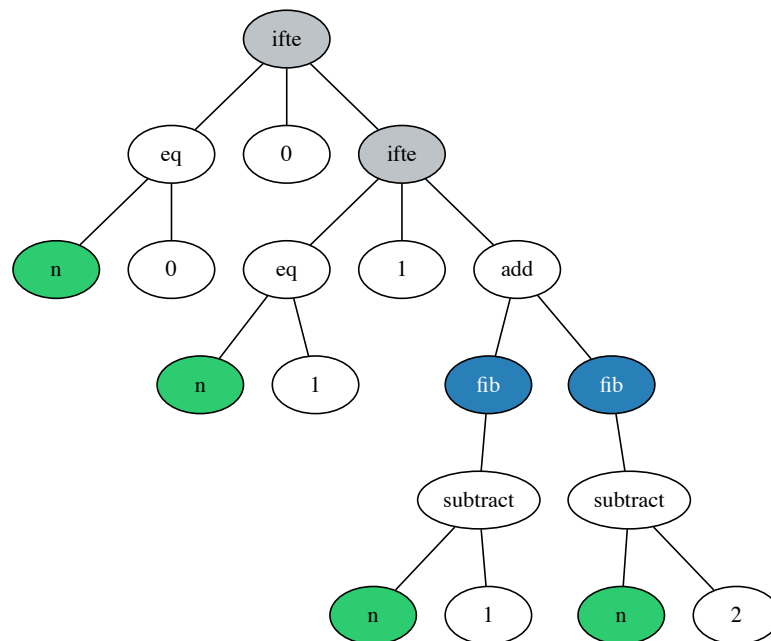 ifte
eq 0 ifte
n 0 eq 1 add
n 1 fib fib
subtract subtract
n 1 n 2